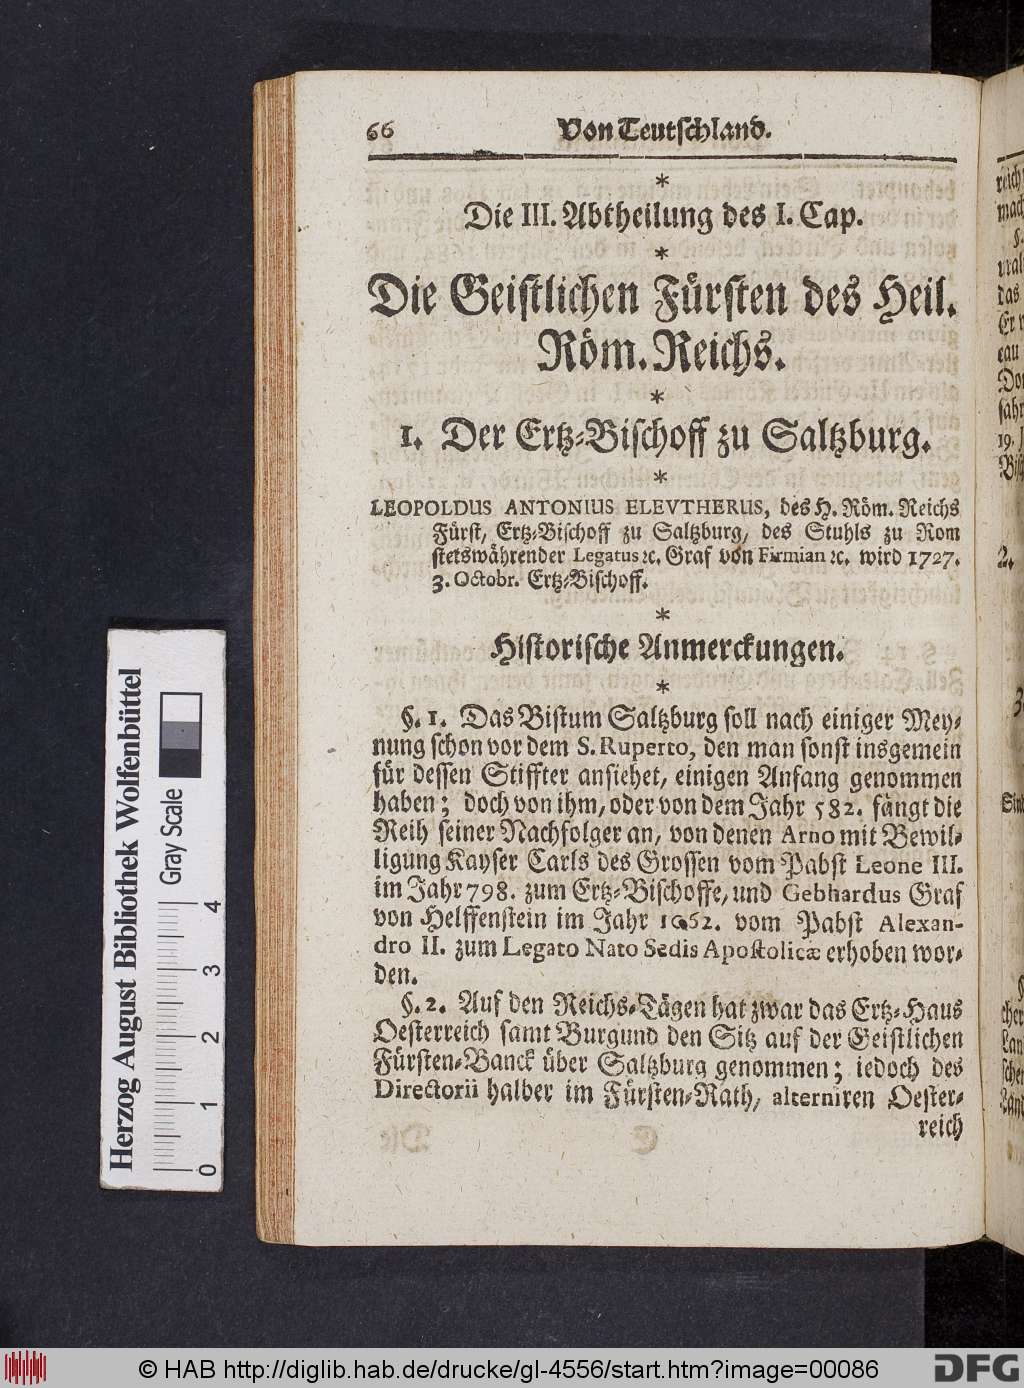 66
Von Teutschland.
*
Die III. Abtheilung des I. Cap.
*
Die Geistlichen Fürsten des Heil.
Röm. Reichs.
*
1. Der Ertz-Bischoff zu Saltzburg.
*
LEOPOLDUS ANTONIUS ELEVTHERUS, des H. Röm. Reichs
Fürst, Ertz-Bischoff zu Saltzburg, des Stuhls zu Rom
stetswährender Legatus ꝛc. Graf von Firmian ꝛc. wird 1727.
3. Octobr. Ertz-Bischoff.
*
Historische Anmerckungen.
*
§. 1. Das Bistum Saltzburg soll nach einiger Mey-
nung schon vor dem S. Ruperto, den man sonst insgemein
für dessen Stiffter ansiehet, einigen Anfang genommen
haben; doch von ihm, oder von dem Jahr 582. fängt die
Reih seiner Nachfolger an, von denen Arno mit Bewil-
ligung Kayser Carls des Grossen vom Pabst Leone III.
im Jahr 798. zum Ertz-Bischoffe, und Gebhardus Graf
von Helffenstein im Jahr 1062. vom Pabst Alexan-
dro II. zum Legato Nato Sedis Apostolicæ erhoben wor-
den.
§. 2. Auf den Reichs-Tägen hat zwar das Ertz-Haus
Oesterreich samt Burgund den Sitz auf der Geistlichen
Fürsten-Banck über Saltzburg genommen; iedoch des
Directorii halber im Fürsten-Rath, alterniren Oester-
reich
Herzog August Bibliothek Wolfenbüttel
Gray Scale
0 1 2 3 4
© HAB http://diglib.hab.de/drucke/gl-4556/start.htm?image=00086
DFG